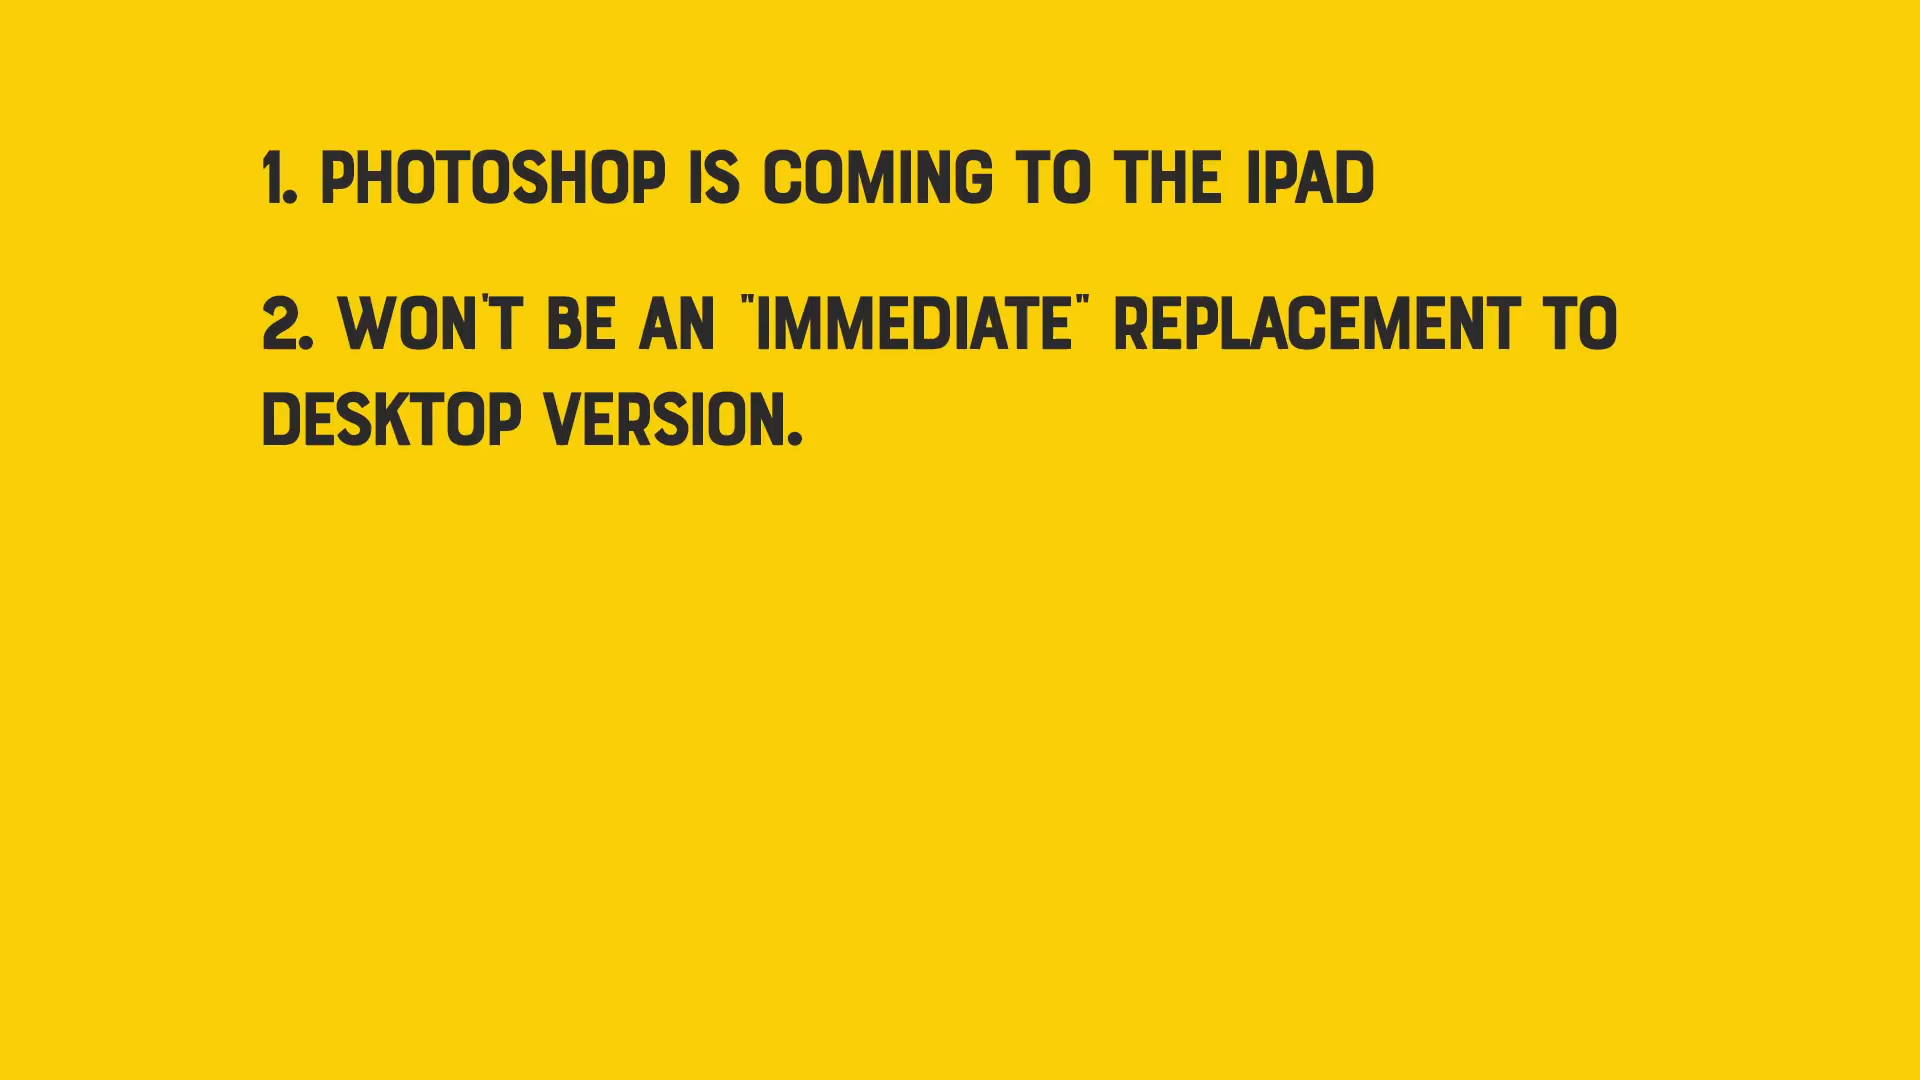 1. PHOTOSHOP IS COMING TO THE IPAD
2. WON'T BE AN "IMMEDIATE" REPLACEMENT TO
DESKTOP VERSION.